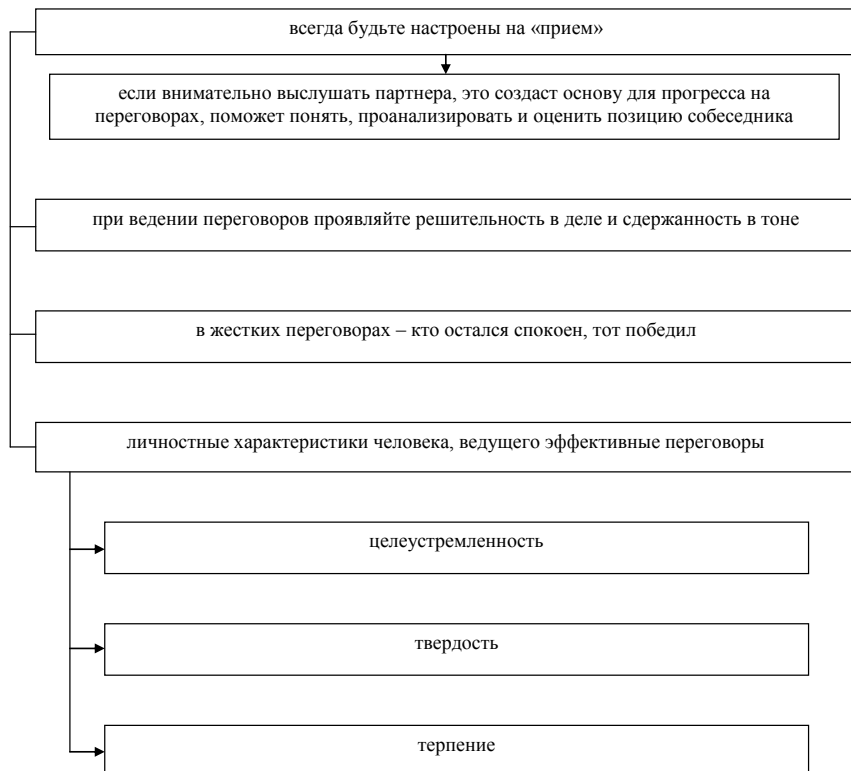 всегда будьте настроены на «прием»
если внимательно выслушать партнера, это создаст основу для прогресса на
переговорах, поможет понять, проанализировать и оценить позицию собеседника
при ведении переговоров проявляйте решительность в деле и сдержанность в тоне
в жестких переговорах – кто остался спокоен, тот победил
личностные характеристики человека, ведущего эффективные переговоры
целеустремленность
твердость
терпение